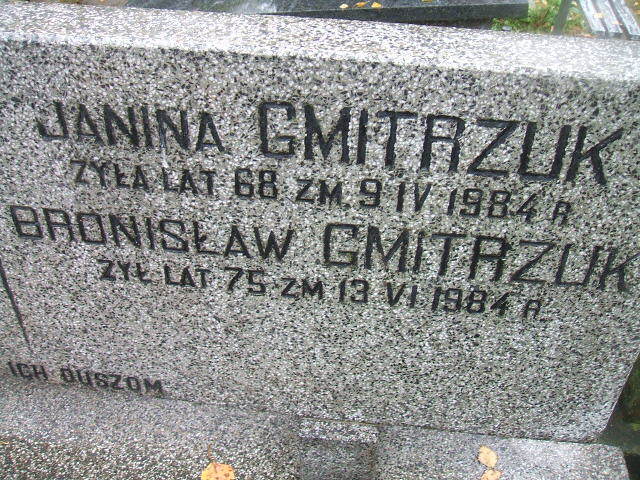 JANINA GMITRZUK
ŻYŁA LAT 68 ZM. 9 IV 1984 R.
BRONISŁAW GMITRZUK
ŻYŁ LAT 75 ZM 13 VI 1984 R.
ICH DUSZOM